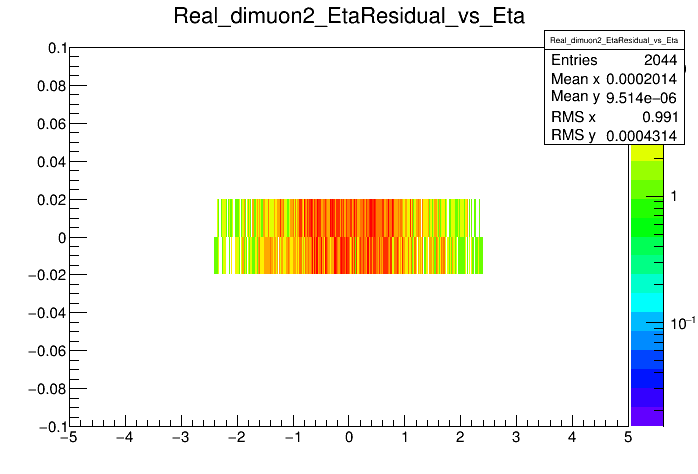 Real_dimuon2_EtaResidual_vs_Eta
Real_dimuon2_EtaResidual_vs_Eta
Entries 2044
Mean x 0.0002014
Mean y 9.514e−06
RMS x 0.991
RMS y 0.0004314
0.1
0.08
0.06
0.04
0.02
0
−0.02
−0.04
−0.06
−0.08
−0.1
−5 −4 −3 −2 −1 0 1 2 3 4 5
1
10−1